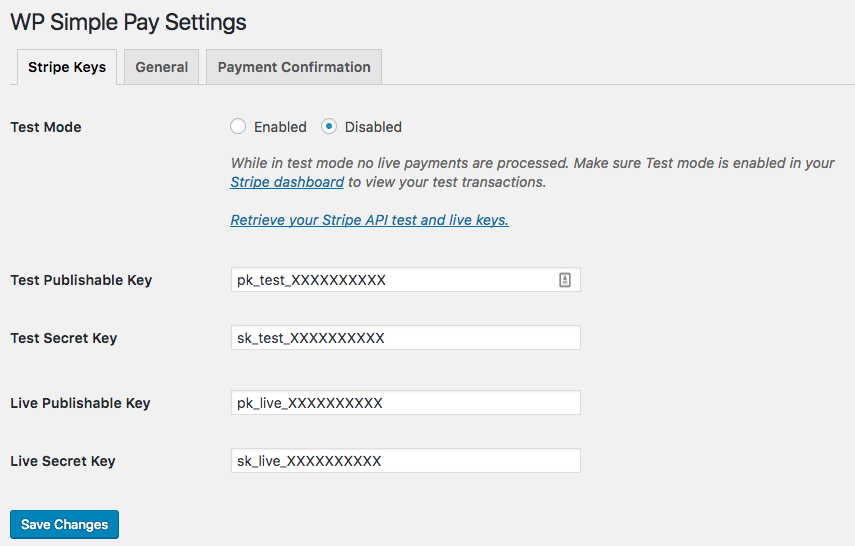 WP Simple Pay Settings
Stripe Keys General Payment Confirmation
Test Mode Enabled Disabled
While in test mode no live payments are processed. Make sure Test mode is enabled in your
Stripe dashboard to view your test transactions.
Retrieve your Stripe API test and live keys.
Test Publishable Key pk_test_XXXXXXXXXX
Test Secret Key sk_test_XXXXXXXXXX
Live Publishable Key pk_live_XXXXXXXXXX
Live Secret Key sk_live_XXXXXXXXXX
Save Changes